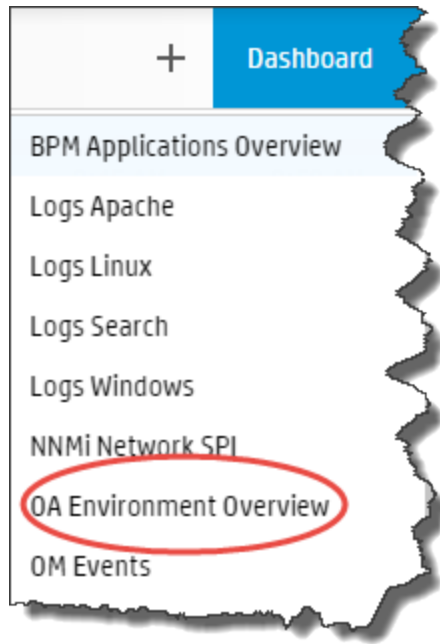 + Dashboard
BPM Applications Overview
Logs Apache
Logs Linux
Logs Search
Logs Windows
NNMi Network SPI
OA Environment Overview
OM Events